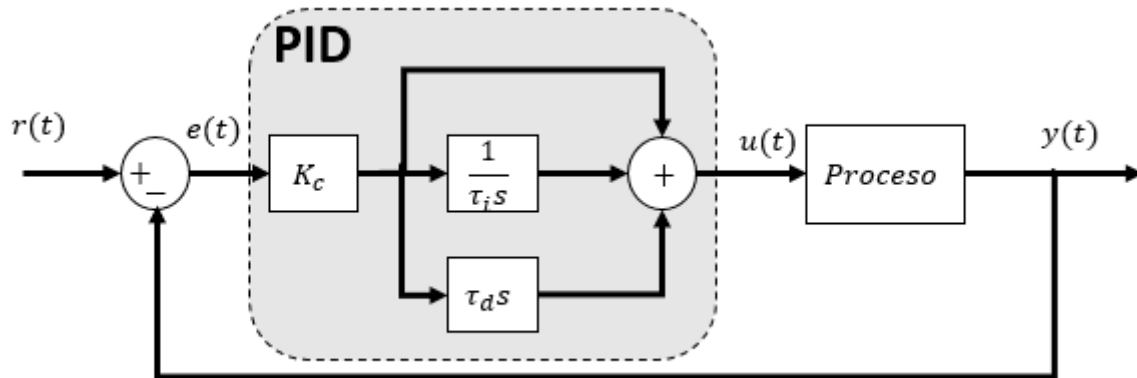 PID
r(t)
+
−
e(t)
K_c
1
τ_i s
τ_d s
+
u(t)
Proceso
y(t)